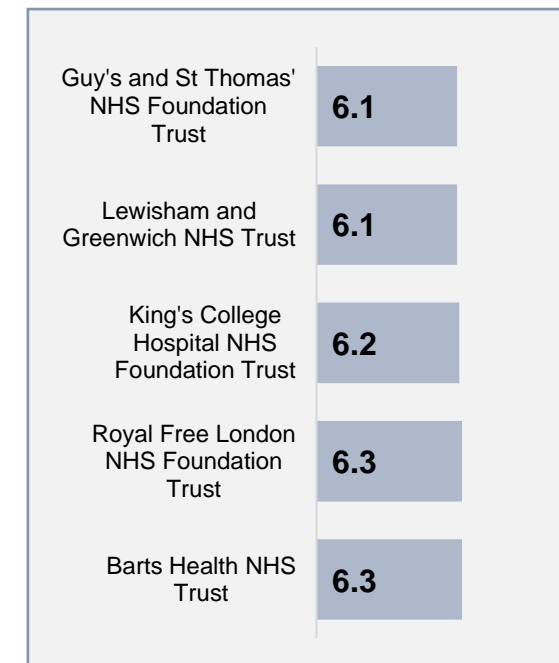 Guy's and St Thomas'
NHS Foundation
Trust
6.1
Lewisham and
Greenwich NHS Trust
6.1
King's College
Hospital NHS
Foundation Trust
6.2
Royal Free London
NHS Foundation
Trust
6.3
Barts Health NHS
Trust
6.3